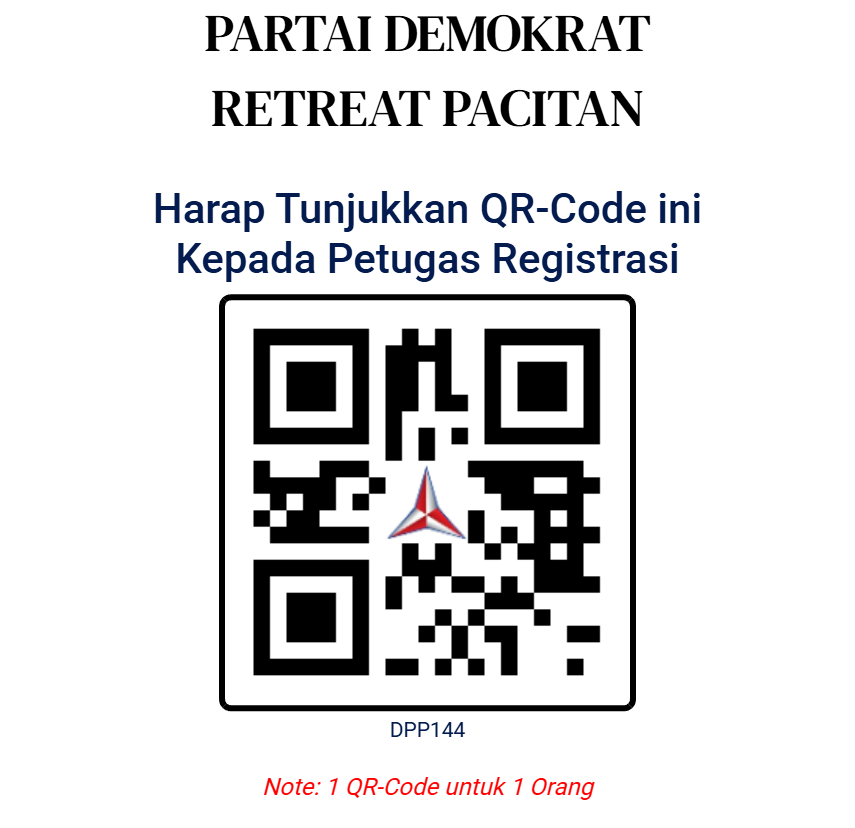 PARTAI DEMOKRAT
RETREAT PACITAN
Harap Tunjukkan QR-Code ini
Kepada Petugas Registrasi
DPP144
Note: 1 QR-Code untuk 1 Orang